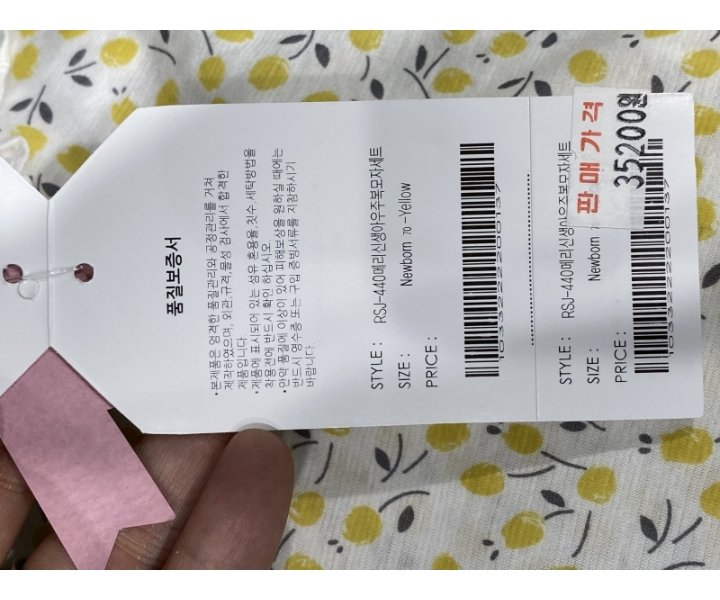 품질보증서
•본제품은 엄격한 품질관리와 공정관리를 거쳐
제작하였으며, 외관.규격.물성 검사에서 합격한
제품입니다.
•제품에 표시되어 있는 섬유 혼용율.칫수.세탁방법을
착용전에 반드시 확인 하십시오.
•만약 품질에 이상이 있어 피해보상을 원하실 때에는
반드시 영수증 또는 구입 증빙서류를 지참하시기
바랍니다.
STYLE : RSJ-440메리신생아우주복모자세트
SIZE : Newborn 70 -Yellow
PRICE :
1033222200137
판매가격
35200원
STYLE : RSJ-440메리신생아우주복모자세트
SIZE : Newborn 70
PRICE :
1033222200137